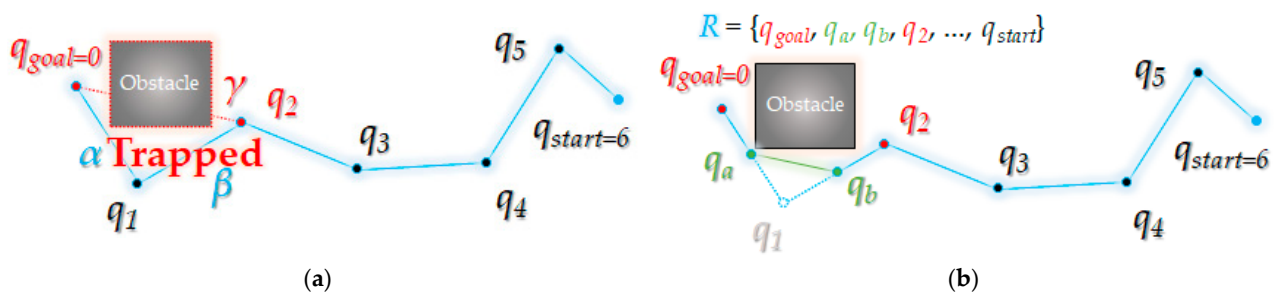 q_goal=0
Obstacle
γ
q_2
α
Trapped
β
q_1
q_3
q_4
q_5
q_start=6
(a)
R = {q_goal, q_a, q_b, q_2, ..., q_start}
q_goal=0
Obstacle
q_a
q_b
q_2
q_1
q_3
q_4
q_5
q_start=6
(b)